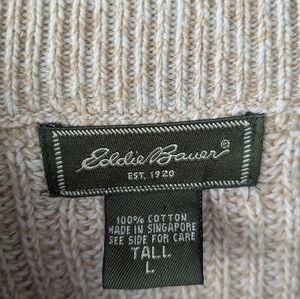 Eddie Bauer®
EST. 1920
100% COTTON
MADE IN SINGAPORE
SEE SIDE FOR CARE
TALL
L